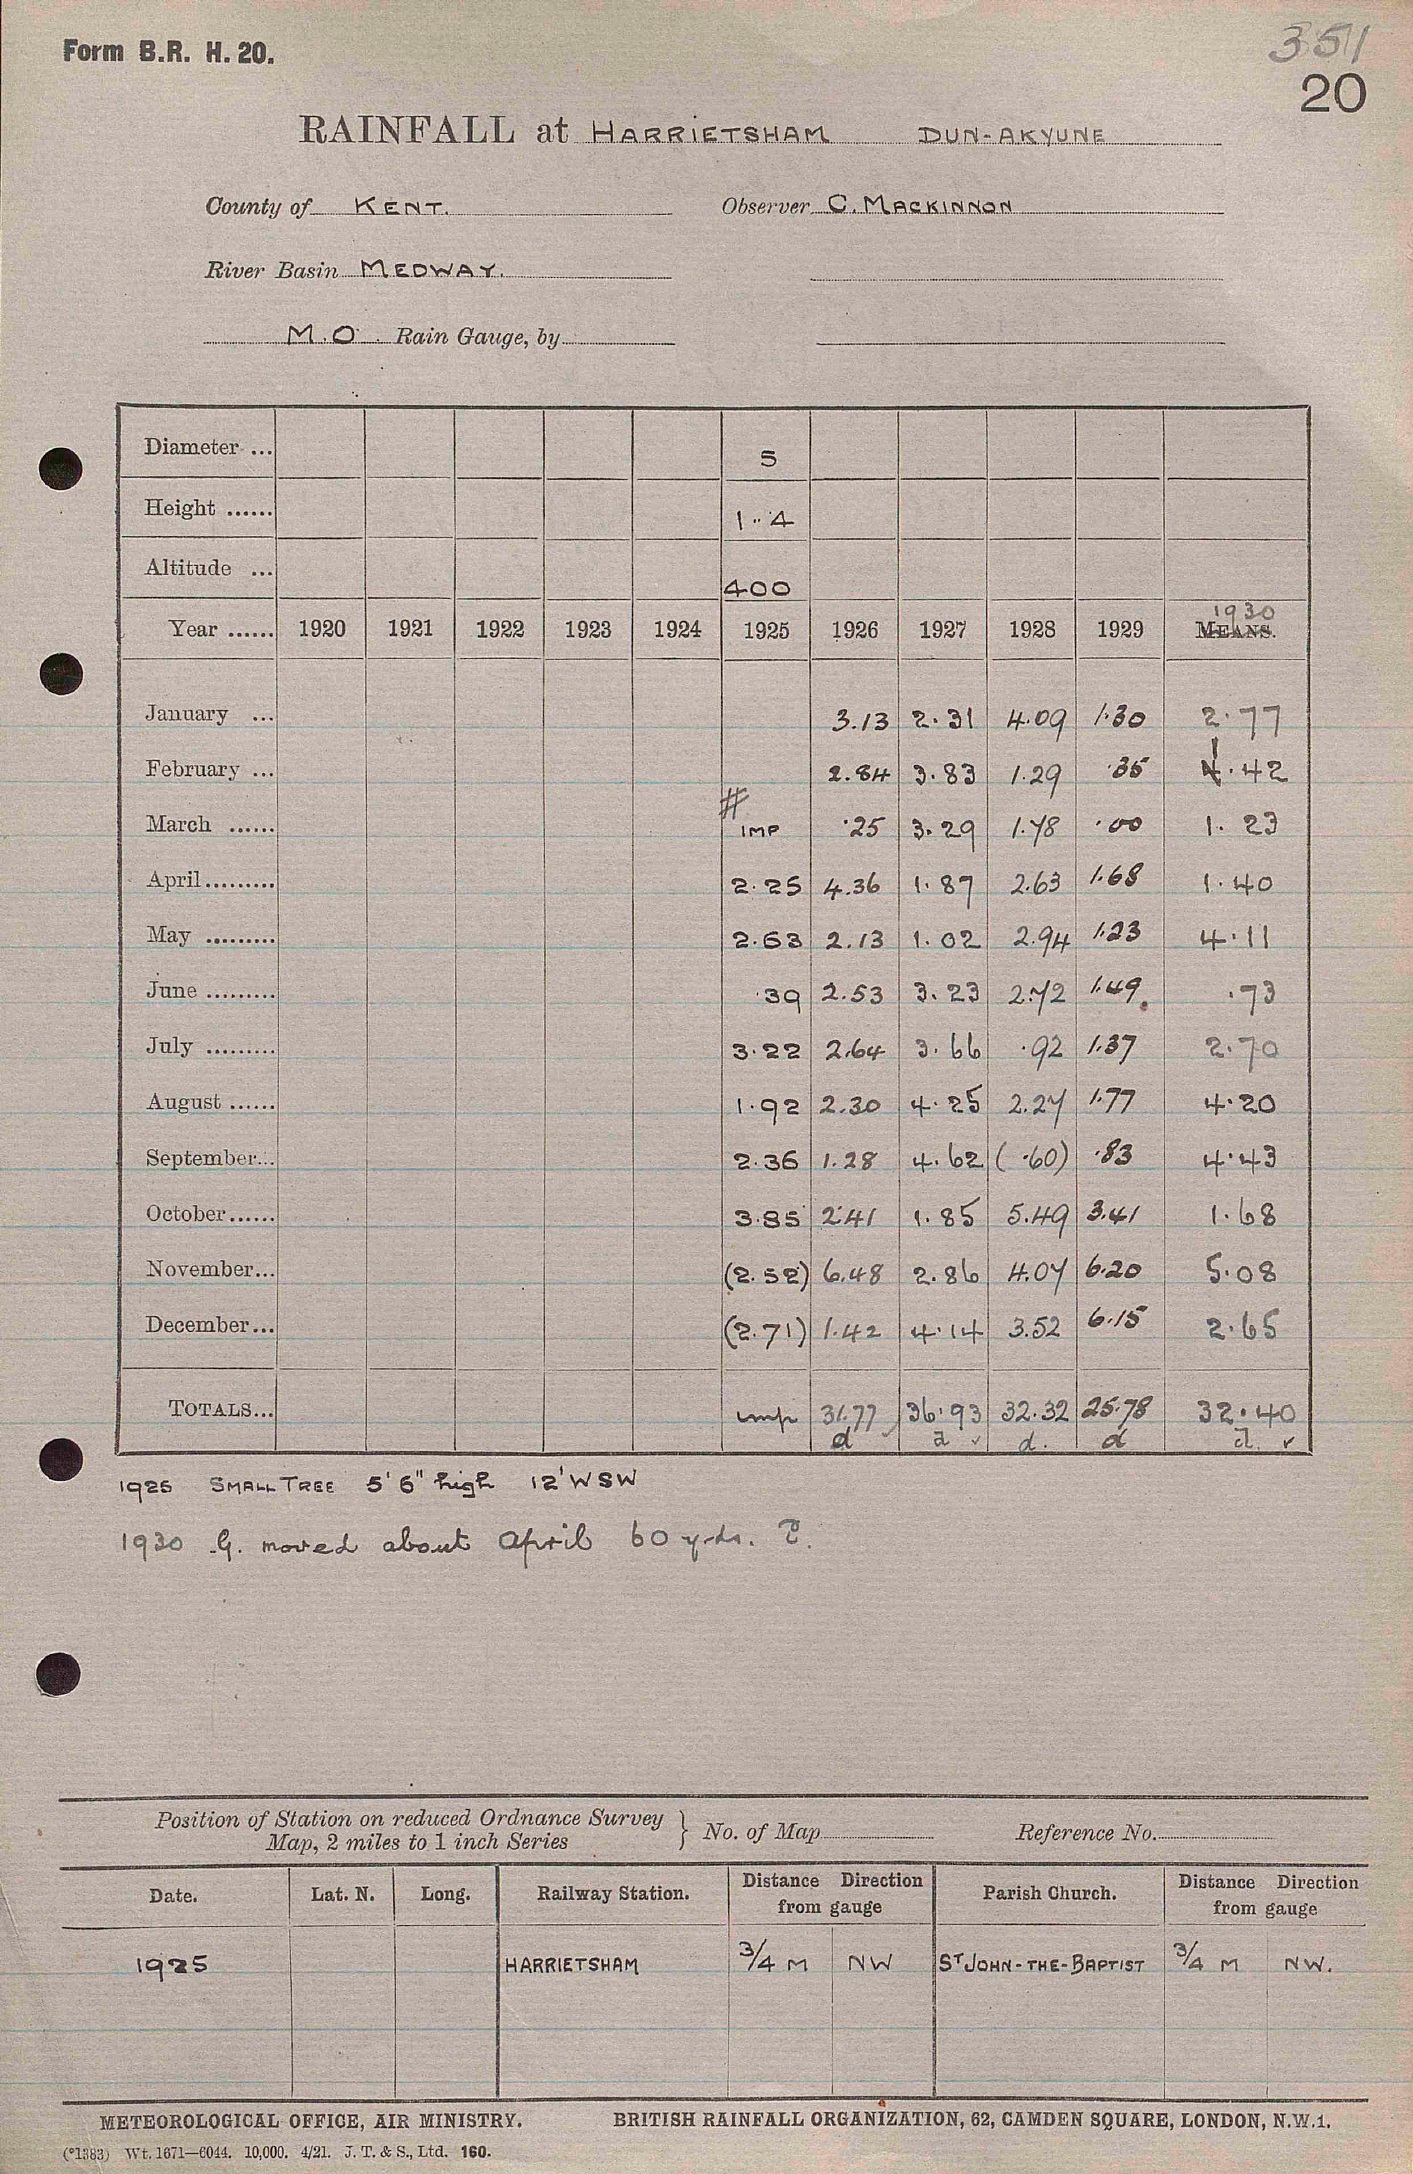 Form B.R. H. 20.
351
20
RAINFALL at HARRIETSHAM DUN-AKYUNE
County of KENT. Observer C. MACKINNON
River Basin MEDWAY.
M.O. Rain Gauge, by
Diameter ... 5
Height ...... 1" 4
Altitude ... 400
1930
Year ...... 1920 1921 1922 1923 1924 1925 1926 1927 1928 1929 MEANS.
January ... 3.13 2.31 4.09 1.30 2.77
February ... 2.84 3.83 1.29 .35 1.42
#
March ...... IMP .25 3.29 1.78 .00 1.23
April......... 2.25 4.36 1.87 2.63 1.68 1.40
May ......... 2.63 2.13 1.02 2.94 1.23 4.11
June ......... .39 2.53 3.23 2.72 1.49 .73
July ......... 3.22 2.64 3.66 .92 1.37 2.70
August ...... 1.92 2.30 4.25 2.27 1.77 4.20
September... 2.36 1.28 4.62 (.60) .83 4.43
October...... 3.85 2.41 1.85 5.49 3.41 1.68
November... (2.52) 6.48 2.86 4.07 6.20 5.08
December... (2.71) 1.42 4.14 3.52 6.15 2.65
TOTALS... imp 31.77 36.93 32.32 25.78 32.40
d d ✓ d. d d. ✓
1925 SMALL TREE 5' 6" high 12' WSW
1930 G. moved about April 60 yds. E.
Position of Station on reduced Ordnance Survey
Map, 2 miles to 1 inch Series } No. of Map Reference No.
Date. Lat. N. Long. Railway Station. Distance Direction from gauge Parish Church. Distance Direction from gauge
1925 HARRIETSHAM 3/4 M NW ST JOHN-THE-BAPTIST 3/4 M NW.
METEOROLOGICAL OFFICE, AIR MINISTRY. BRITISH RAINFALL ORGANIZATION, 62, CAMDEN SQUARE, LONDON, N.W.1.
(*1383) Wt. 1671—6044. 10,000. 4/21. J. T. & S., Ltd. 160.